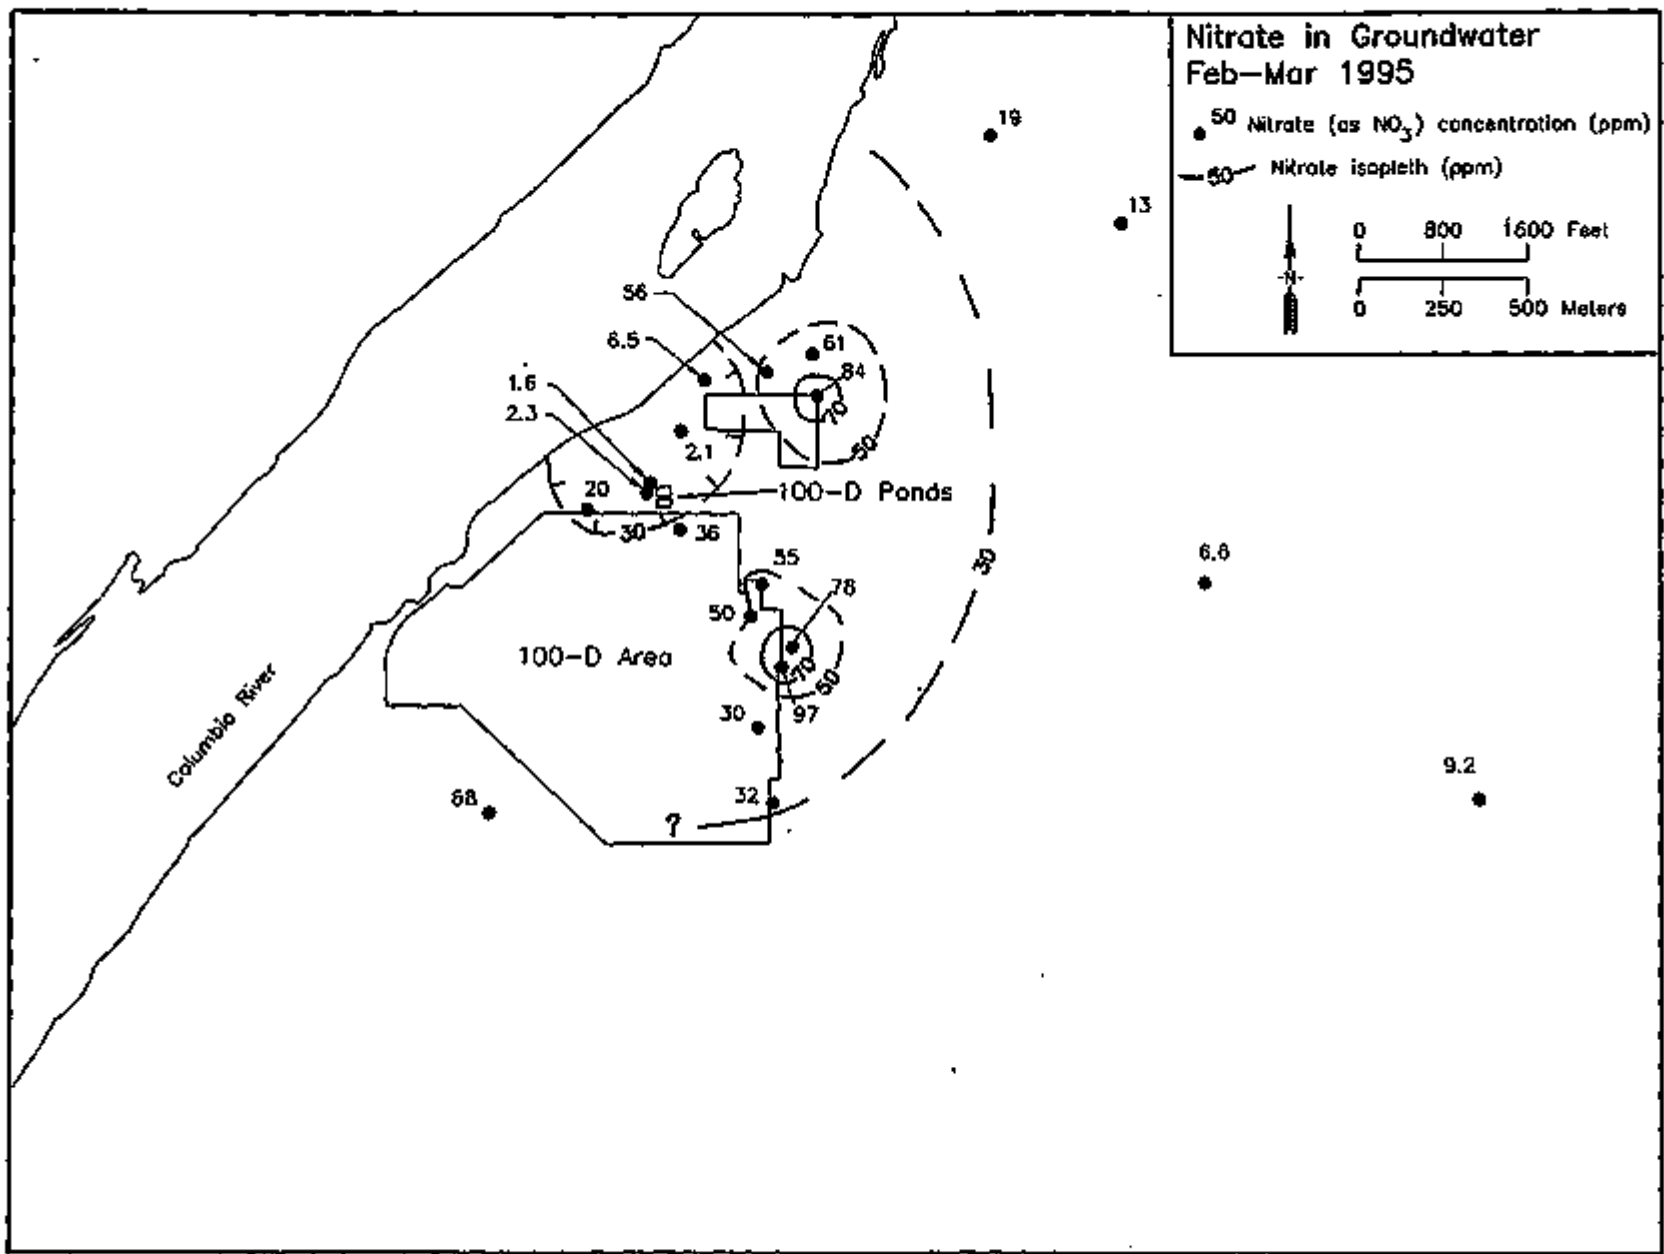 Nitrate in Groundwater
Feb-Mar 1995
50 Nitrate (as NO3) concentration (ppm)
50 Nitrate isopleth (ppm)
0 800 1600 Feet
-N-
0 250 500 Meters
19
13
56
61
6.5
84
1.6
70
2.3
2.1
50
20
100-D Ponds
30
36
30
6.6
78
50
100-D Area
70
50
30
97
Columbia River
32
9.2
?